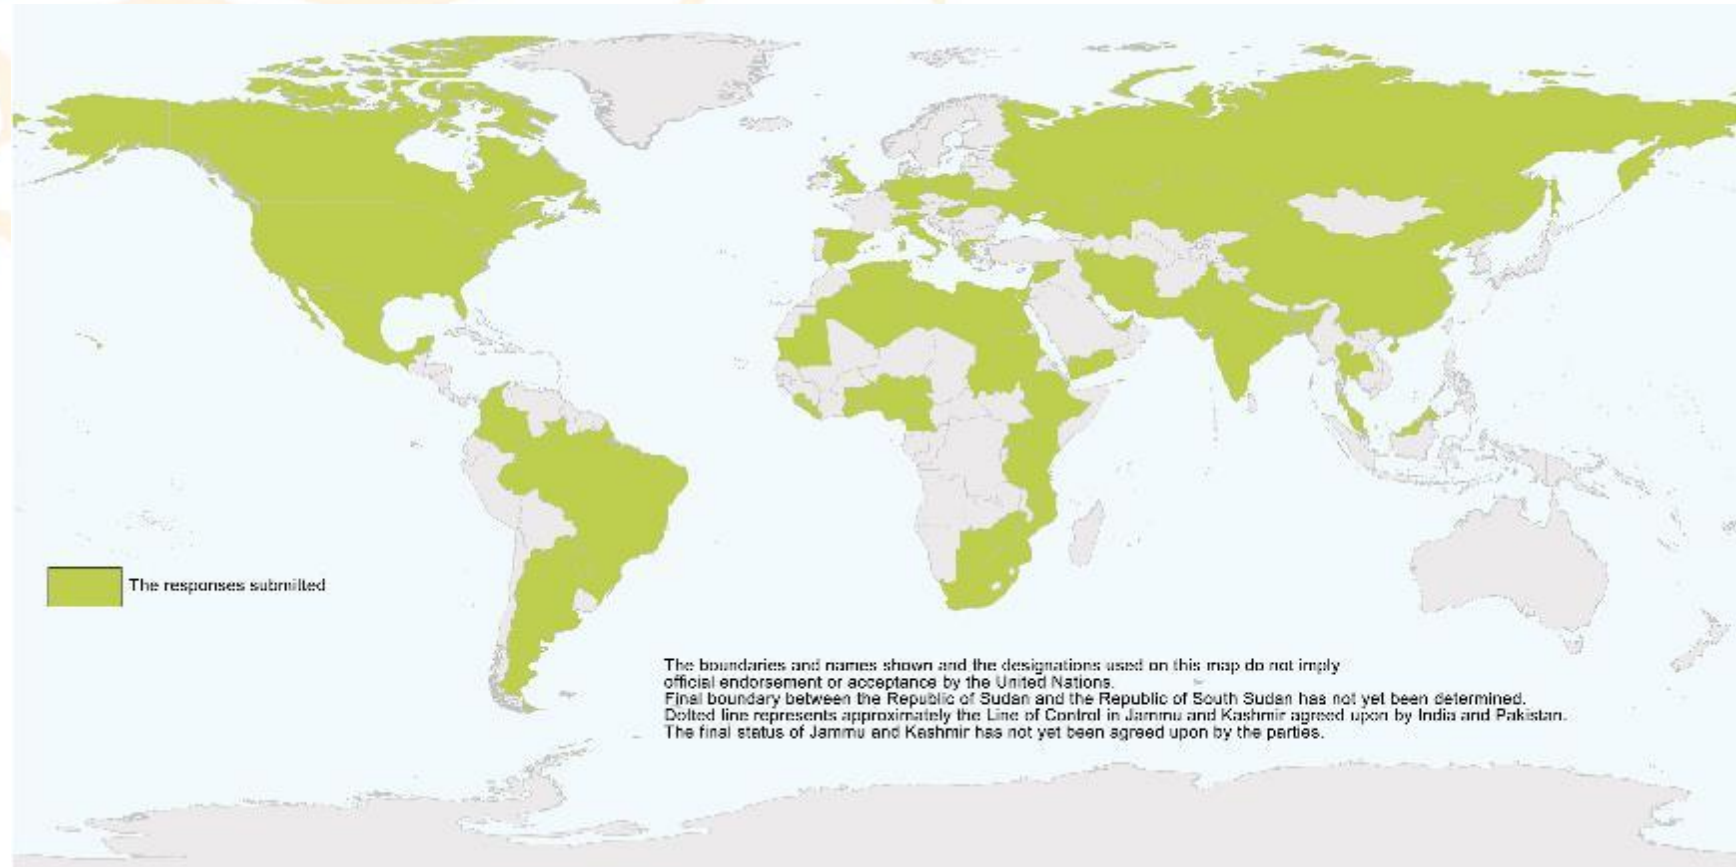 The responses submitted
The boundaries and names shown and the designations used on this map do not imply
official endorsement or acceptance by the United Nations.
Final boundary between the Republic of Sudan and the Republic of South Sudan has not yet been determined.
Dotted line represents approximately the Line of Control in Jammu and Kashmir agreed upon by India and Pakistan.
The final status of Jammu and Kashmir has not yet been agreed upon by the parties.